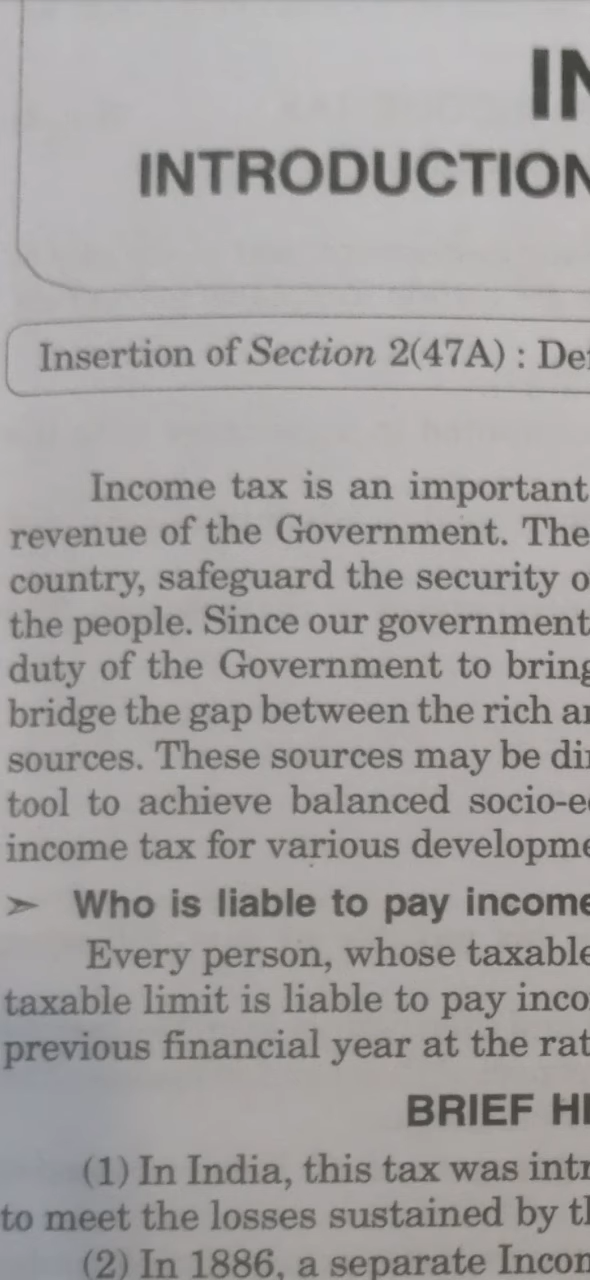 IN
INTRODUCTION
Insertion of Section 2(47A) : De
Income tax is an important
revenue of the Government. The
country, safeguard the security o
the people. Since our government
duty of the Government to bring
bridge the gap between the rich a
sources. These sources may be di
tool to achieve balanced socio-e
income tax for various developme
➢ Who is liable to pay income
Every person, whose taxable
taxable limit is liable to pay inco
previous financial year at the rat
BRIEF HI
(1) In India, this tax was intr
to meet the losses sustained by th
(2) In 1886, a separate Incom